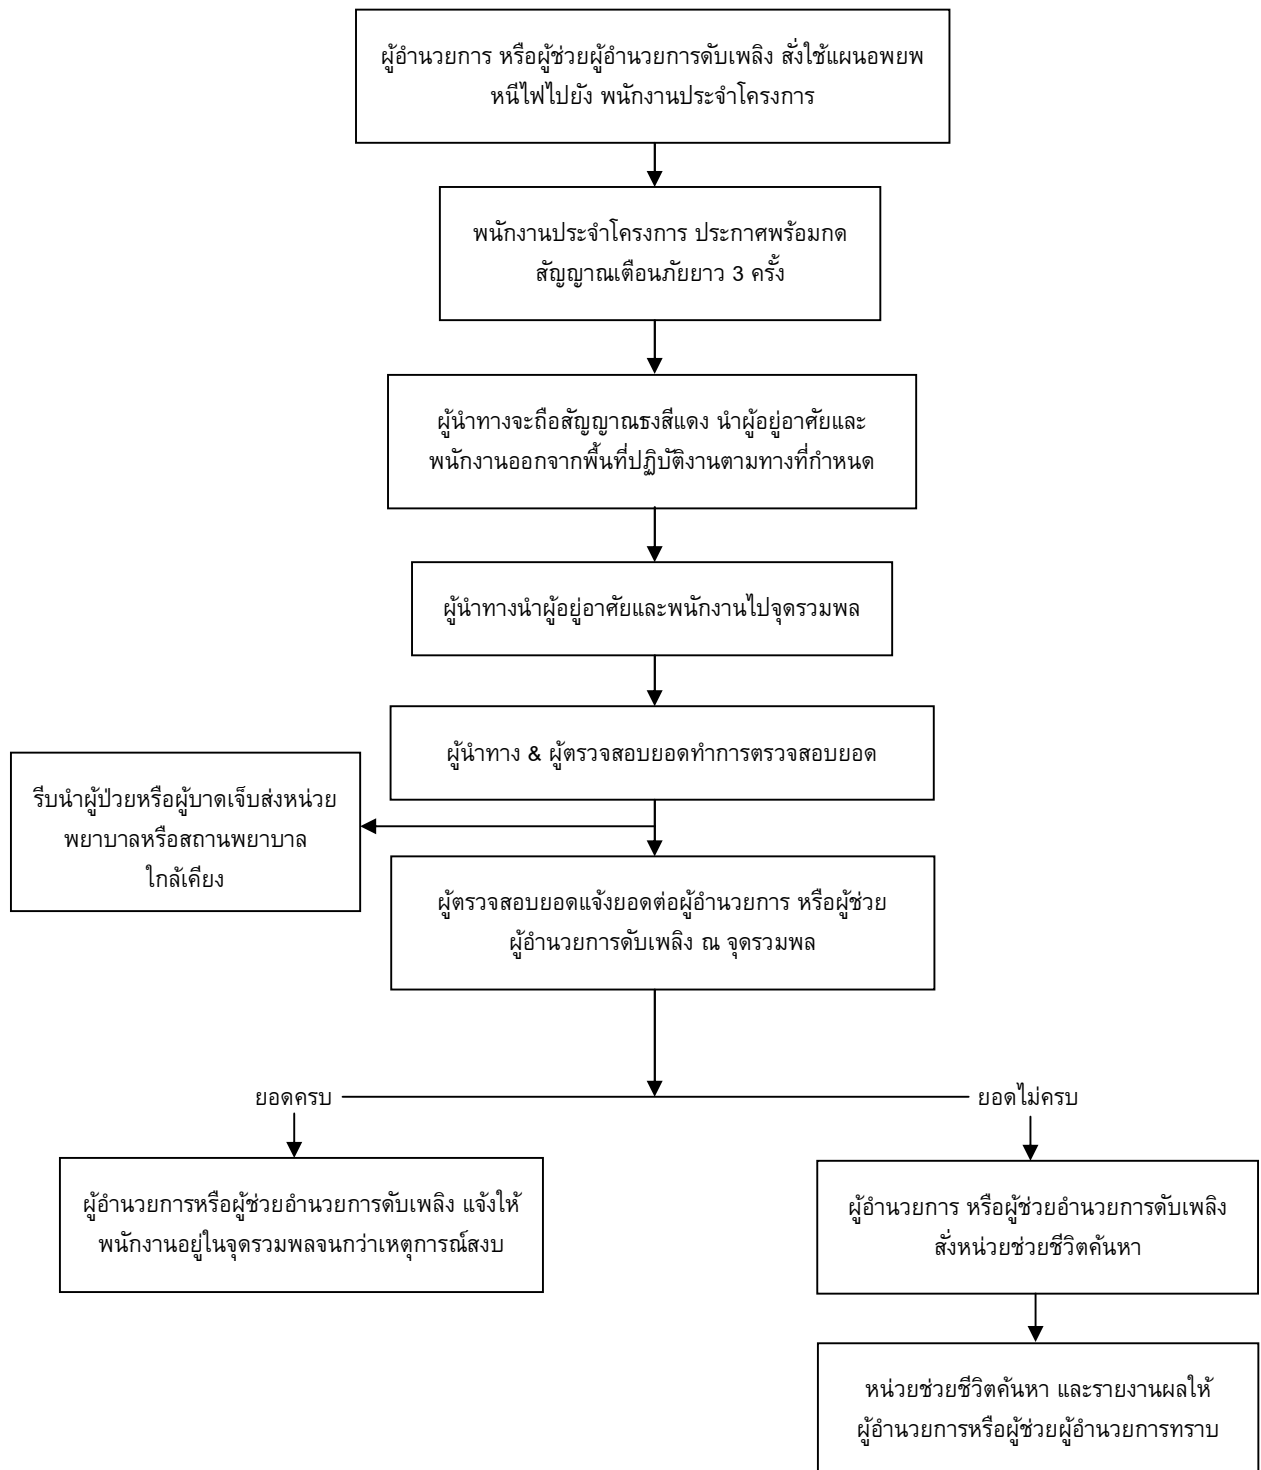 ผู้อำนวยการ หรือผู้ช่วยผู้อำนวยการดับเพลิง สั่งใช้แผนอพยพ
หนีไฟไปยัง พนักงานประจำโครงการ
พนักงานประจำโครงการ ประกาศพร้อมกด
สัญญาณเตือนภัยยาว 3 ครั้ง
ผู้นำทางจะถือสัญญาณธงสีแดง นำผู้อยู่อาศัยและ
พนักงานออกจากพื้นที่ปฏิบัติงานตามทางที่กำหนด
ผู้นำทางนำผู้อยู่อาศัยและพนักงานไปจุดรวมพล
ผู้นำทาง & ผู้ตรวจสอบยอดทำการตรวจสอบยอด
รีบนำผู้ป่วยหรือผู้บาดเจ็บส่งหน่วย
พยาบาลหรือสถานพยาบาล
ใกล้เคียง
ผู้ตรวจสอบยอดแจ้งยอดต่อผู้อำนวยการ หรือผู้ช่วย
ผู้อำนวยการดับเพลิง ณ จุดรวมพล
ยอดครบ
ยอดไม่ครบ
ผู้อำนวยการหรือผู้ช่วยอำนวยการดับเพลิง แจ้งให้
พนักงานอยู่ในจุดรวมพลจนกว่าเหตุการณ์สงบ
ผู้อำนวยการ หรือผู้ช่วยอำนวยการดับเพลิง
สั่งหน่วยช่วยชีวิตค้นหา
หน่วยช่วยชีวิตค้นหา และรายงานผลให้
ผู้อำนวยการหรือผู้ช่วยผู้อำนวยการทราบ